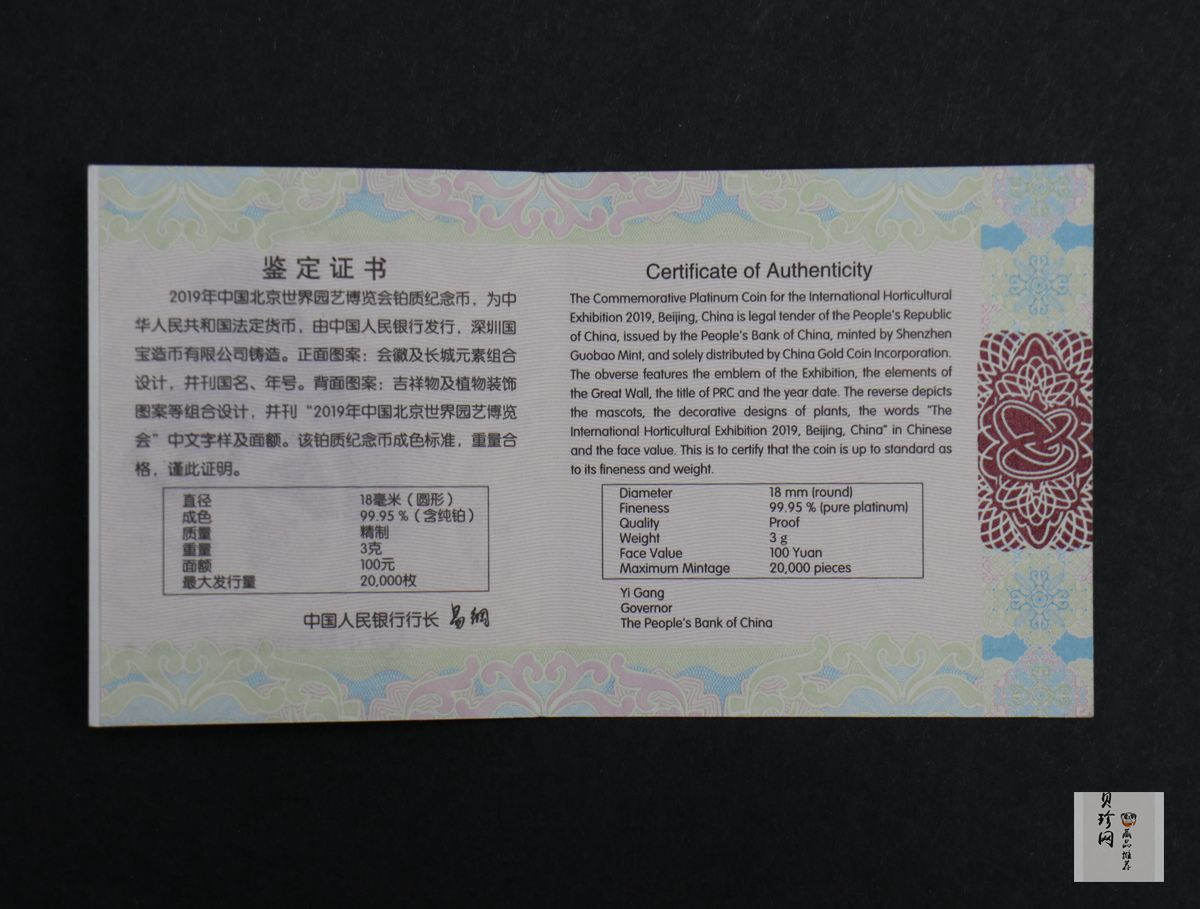 鉴定证书
2019年中国北京世界园艺博览会铂质纪念币，为中
华人民共和国法定货币，由中国人民银行发行，深圳国
宝造币有限公司铸造。正面图案：会徽及长城元素组合
设计，并刊国名、年号。背面图案：吉祥物及植物装饰
图案等组合设计，并刊“2019年中国北京世界园艺博览
会”中文字样及面额。该铂质纪念币成色标准，重量合
格，谨此证明。
直径 18毫米（圆形）
成色 99.95 %（含纯铂）
质量 精制
重量 3克
面额 100元
最大发行量 20,000枚
中国人民银行行长 易纲
Certificate of Authenticity
The Commemorative Platinum Coin for the International Horticultural
Exhibition 2019, Beijing, China is legal tender of the People's Republic
of China, issued by the People's Bank of China, minted by Shenzhen
Guobao Mint, and solely distributed by China Gold Coin Incorporation.
The obverse features the emblem of the Exhibition, the elements of
the Great Wall, the title of PRC and the year date. The reverse depicts
the mascots, the decorative designs of plants, the words "The
International Horticultural Exhibition 2019, Beijing, China" in Chinese
and the face value. This is to certify that the coin is up to standard as
to its fineness and weight.
Diameter 18 mm (round)
Fineness 99.95 % (pure platinum)
Quality Proof
Weight 3 g
Face Value 100 Yuan
Maximum Mintage 20,000 pieces
Yi Gang
Governor
The People's Bank of China
贝珍网
藏品推荐